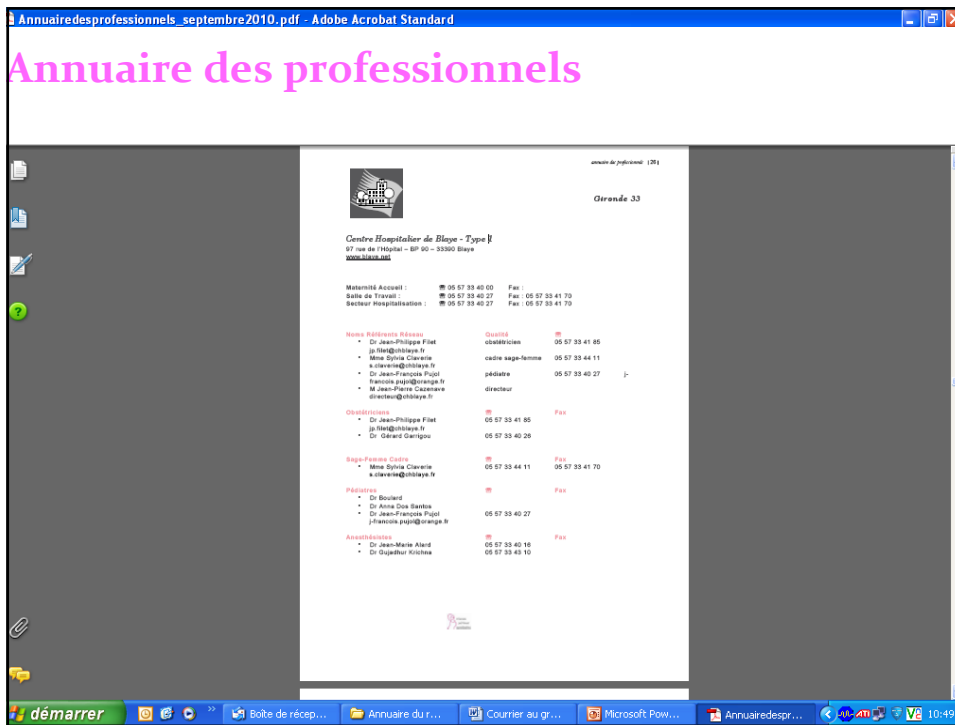 Annuairedesprofessionnels_septembre2010.pdf - Adobe Acrobat Standard
Annuaire des professionnels
annuaire des professionnels [26]
Gironde 33
Centre Hospitalier de Blaye - Type I
97 rue de l'Hôpital – BP 90 – 33390 Blaye
www.blaye.net
Maternité Accueil : ☎ 05 57 33 40 00 Fax :
Salle de Travail : ☎ 05 57 33 40 27 Fax : 05 57 33 41 70
Secteur Hospitalisation : ☎ 05 57 33 40 27 Fax : 05 57 33 41 70
Noms Référents Réseau Qualité ☎
• Dr Jean-Philippe Filet obstétricien 05 57 33 41 85
jp.filet@chblaye.fr
• Mme Sylvia Claverie cadre sage-femme 05 57 33 44 11
s.claverie@chblaye.fr
• Dr Jean-François Pujol pédiatre 05 57 33 40 27 j-
francois.pujol@orange.fr
• M Jean-Pierre Cazenave directeur
directeur@chblaye.fr
Obstétriciens ☎ Fax
• Dr Jean-Philippe Filet 05 57 33 41 85
jp.filet@chblaye.fr
• Dr Gérard Garrigou 05 57 33 40 28
Sage-Femme Cadre ☎ Fax
• Mme Sylvia Claverie 05 57 33 44 11 05 57 33 41 70
s.claverie@chblaye.fr
Pédiatres ☎ Fax
• Dr Boulard
• Dr Anna Dos Santos
• Dr Jean-François Pujol 05 57 33 40 27
j-francois.pujol@orange.fr
Anesthésistes ☎ Fax
• Dr Jean-Marie Alard 05 57 33 40 16
• Dr Gujadhur Krichna 05 57 33 43 10
démarrer
Boîte de récep...
Annuaire du r...
Courrier au gr...
Microsoft Pow...
Annuairedespr...
10:49